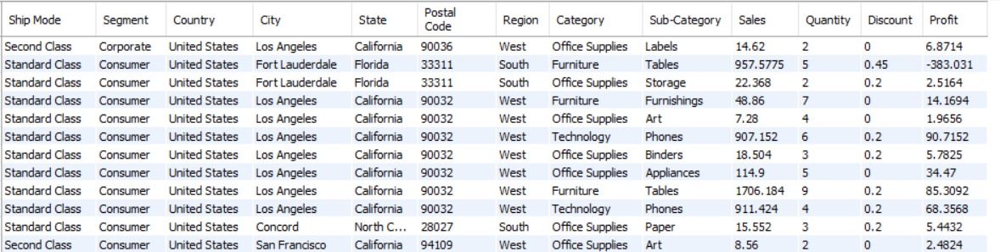 Ship Mode Segment Country City State Postal Code Region Category Sub-Category Sales Quantity Discount Profit
Second Class Corporate United States Los Angeles California 90036 West Office Supplies Labels 14.62 2 0 6.8714
Standard Class Consumer United States Fort Lauderdale Florida 33311 South Furniture Tables 957.5775 5 0.45 -383.031
Standard Class Consumer United States Fort Lauderdale Florida 33311 South Office Supplies Storage 22.368 2 0.2 2.5164
Standard Class Consumer United States Los Angeles California 90032 West Furniture Furnishings 48.86 7 0 14.1694
Standard Class Consumer United States Los Angeles California 90032 West Office Supplies Art 7.28 4 0 1.9656
Standard Class Consumer United States Los Angeles California 90032 West Technology Phones 907.152 6 0.2 90.7152
Standard Class Consumer United States Los Angeles California 90032 West Office Supplies Binders 18.504 3 0.2 5.7825
Standard Class Consumer United States Los Angeles California 90032 West Office Supplies Appliances 114.9 5 0 34.47
Standard Class Consumer United States Los Angeles California 90032 West Furniture Tables 1706.184 9 0.2 85.3092
Standard Class Consumer United States Los Angeles California 90032 West Technology Phones 911.424 4 0.2 68.3568
Standard Class Consumer United States Concord North C... 28027 South Office Supplies Paper 15.552 3 0.2 5.4432
Second Class Consumer United States San Francisco California 94109 West Office Supplies Art 8.56 2 0 2.4824